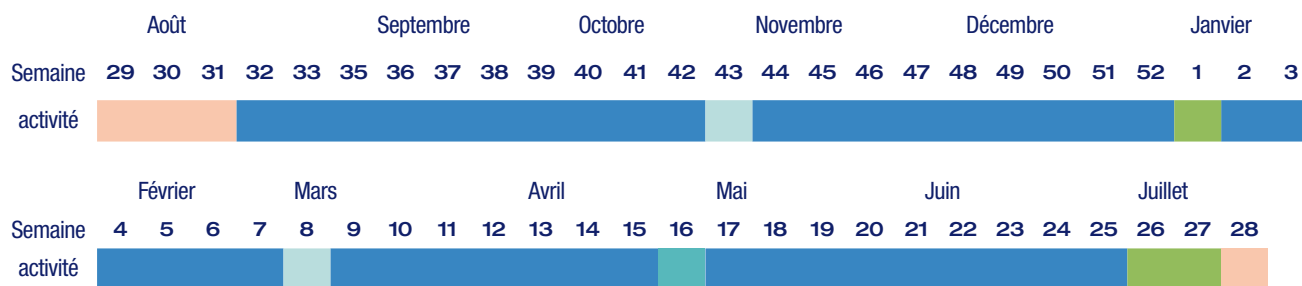 Août Septembre Octobre Novembre Décembre Janvier
Semaine 29 30 31 32 33 35 36 37 38 39 40 41 42 43 44 45 46 47 48 49 50 51 52 1 2 3
activité
Février Mars Avril Mai Juin Juillet
Semaine 4 5 6 7 8 9 10 11 12 13 14 15 16 17 18 19 20 21 22 23 24 25 26 27 28
activité